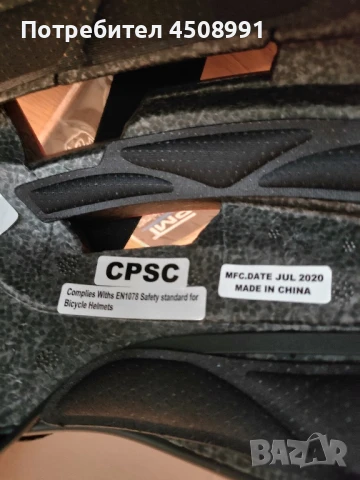 Потребител 4508991
PMT
CPSC
Complies Withs EN1078 Safety standard for
Bicycle Helmets
MFC.DATE JUL 2020
MADE IN CHINA
BAZAR